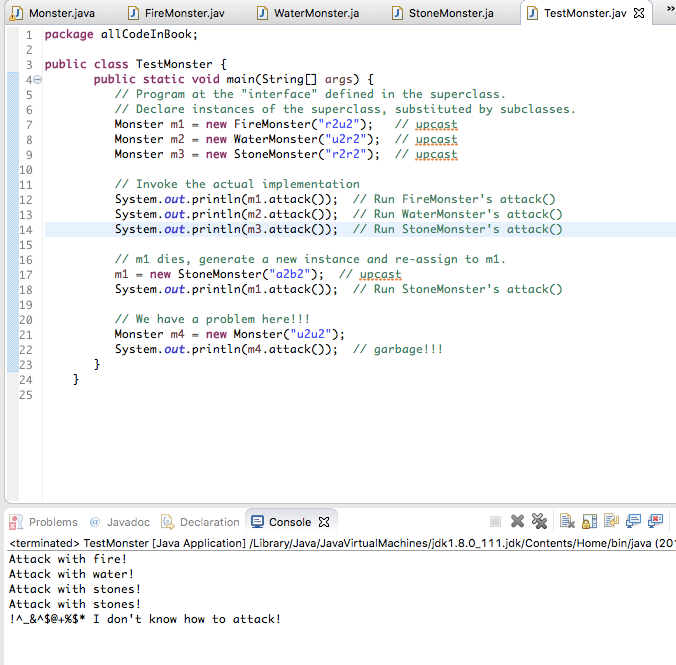 Monster.java FireMonster.jav WaterMonster.ja StoneMonster.ja TestMonster.jav »
1 package allCodeInBook;
2
3 public class TestMonster {
4 public static void main(String[] args) {
5 // Program at the "interface" defined in the superclass.
6 // Declare instances of the superclass, substituted by subclasses.
7 Monster m1 = new FireMonster("r2u2"); // upcast
8 Monster m2 = new WaterMonster("u2r2"); // upcast
9 Monster m3 = new StoneMonster("r2r2"); // upcast
10
11 // Invoke the actual implementation
12 System.out.println(m1.attack()); // Run FireMonster's attack()
13 System.out.println(m2.attack()); // Run WaterMonster's attack()
14 System.out.println(m3.attack()); // Run StoneMonster's attack()
15
16 // m1 dies, generate a new instance and re-assign to m1.
17 m1 = new StoneMonster("a2b2"); // upcast
18 System.out.println(m1.attack()); // Run StoneMonster's attack()
19
20 // We have a problem here!!!
21 Monster m4 = new Monster("u2u2");
22 System.out.println(m4.attack()); // garbage!!!
23 }
24 }
25
Problems @ Javadoc Declaration Console
<terminated> TestMonster [Java Application] /Library/Java/JavaVirtualMachines/jdk1.8.0_111.jdk/Contents/Home/bin/java (201
Attack with fire!
Attack with water!
Attack with stones!
Attack with stones!
!^_&^$@+%$* I don't know how to attack!